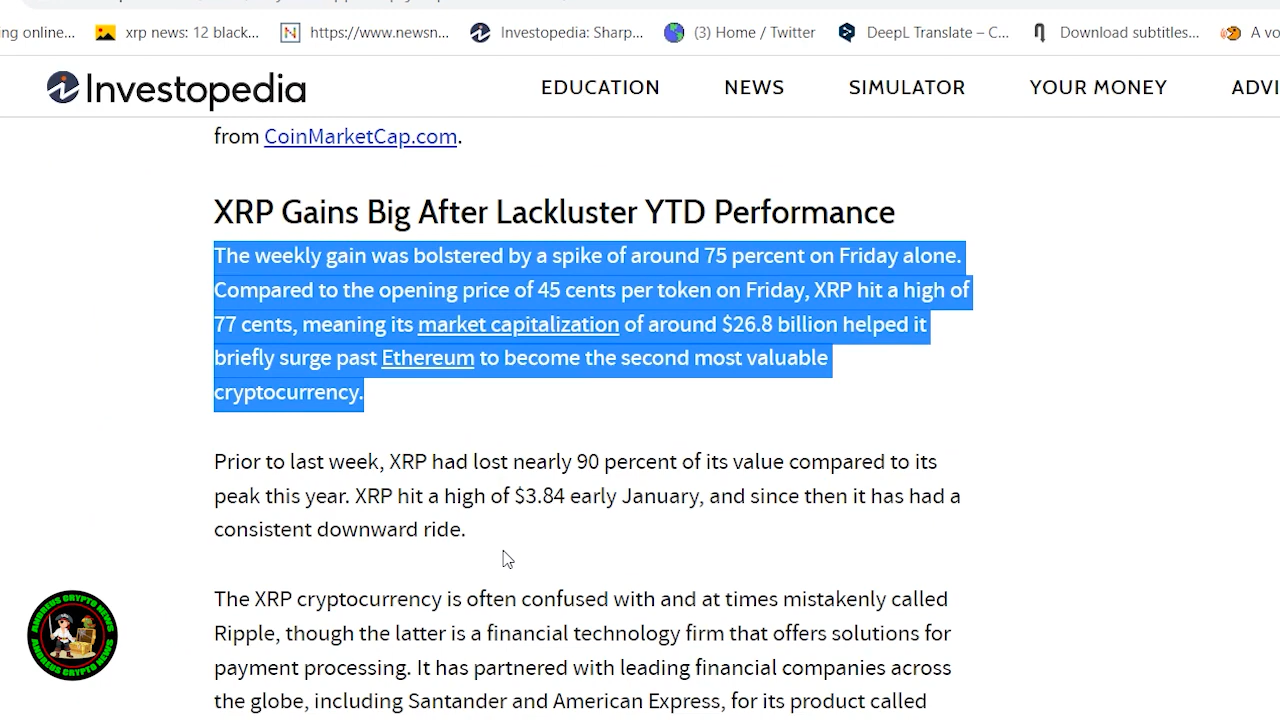 ng online...
xrp news: 12 black...
https://www.newsn...
Investopedia: Sharp...
(3) Home / Twitter
DeepL Translate – C...
Download subtitles...
A vo
Investopedia
EDUCATION
NEWS
SIMULATOR
YOUR MONEY
ADVI
from CoinMarketCap.com.
XRP Gains Big After Lackluster YTD Performance
The weekly gain was bolstered by a spike of around 75 percent on Friday alone.
Compared to the opening price of 45 cents per token on Friday, XRP hit a high of
77 cents, meaning its market capitalization of around $26.8 billion helped it
briefly surge past Ethereum to become the second most valuable
cryptocurrency.
Prior to last week, XRP had lost nearly 90 percent of its value compared to its
peak this year. XRP hit a high of $3.84 early January, and since then it has had a
consistent downward ride.
The XRP cryptocurrency is often confused with and at times mistakenly called
Ripple, though the latter is a financial technology firm that offers solutions for
payment processing. It has partnered with leading financial companies across
the globe, including Santander and American Express, for its product called
ANDREUS CRYPTO NEWS
ANDREUS CRYPTO NEWS